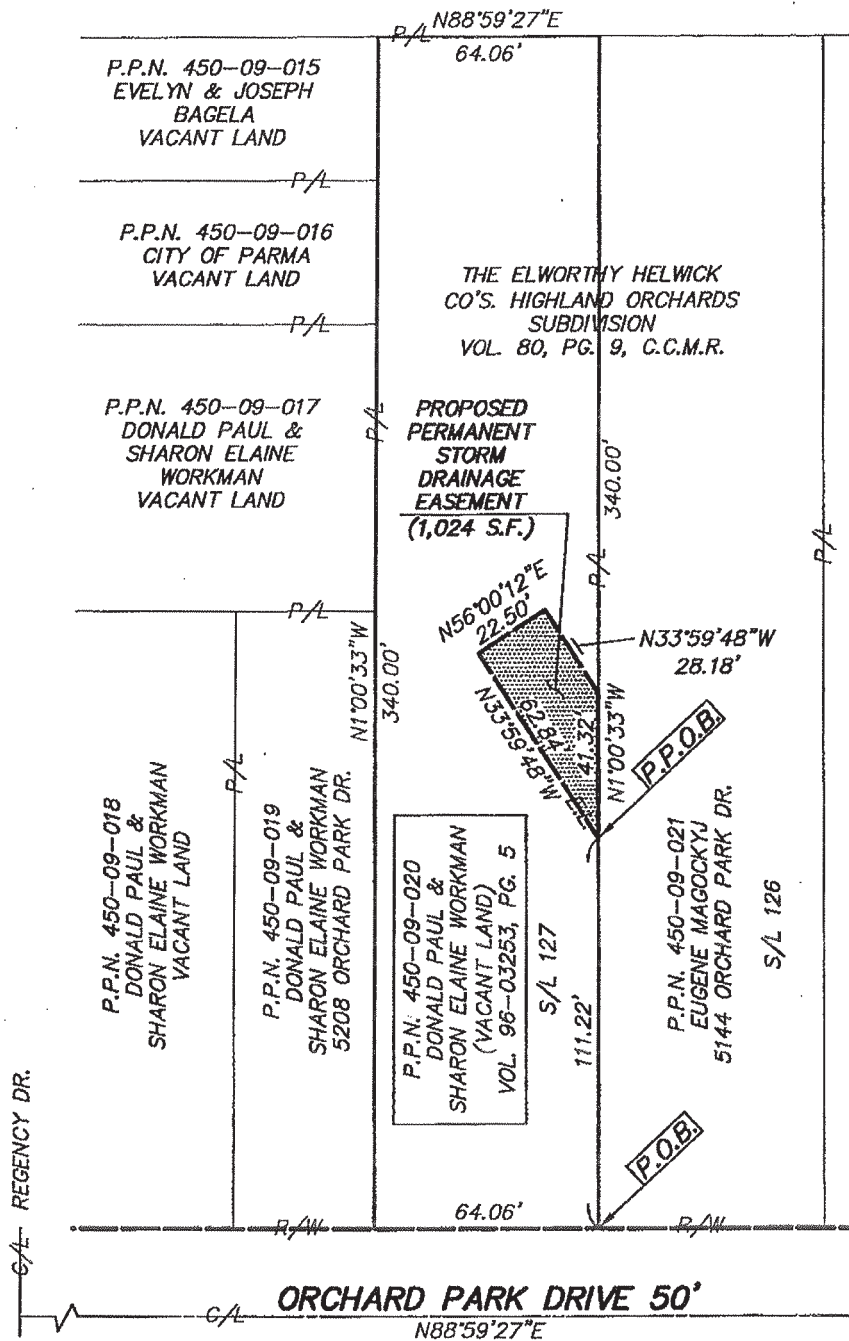 N88°59'27"E
P/L
64.06'
P.P.N. 450-09-015
EVELYN & JOSEPH
BAGELA
VACANT LAND
P/L
P.P.N. 450-09-016
CITY OF PARMA
VACANT LAND
P/L
THE ELWORTHY HELWICK
CO'S. HIGHLAND ORCHARDS
SUBDIVISION
VOL. 80, PG. 9, C.C.M.R.
P.P.N. 450-09-017
DONALD PAUL &
SHARON ELAINE
WORKMAN
VACANT LAND
P/L
P/L
PROPOSED
PERMANENT
STORM
DRAINAGE
EASEMENT
(1,024 S.F.)
340.00'
P/L
P/L
N1°00'33"W
340.00'
N56°00'12"E
22.50'
N33°59'48"W
28.18'
62.84'
N33°59'48"W
41.32'
N1°00'33"W
P.P.O.B.
P.P.N. 450-09-018
DONALD PAUL &
SHARON ELAINE WORKMAN
VACANT LAND
P/L
P.P.N. 450-09-019
DONALD PAUL &
SHARON ELAINE WORKMAN
5208 ORCHARD PARK DR.
P.P.N. 450-09-020
DONALD PAUL &
SHARON ELAINE WORKMAN
(VACANT LAND)
VOL. 96-03253, PG. 5
S/L 127
111.22'
P.P.N. 450-09-021
EUGENE MAGOCKYJ
5144 ORCHARD PARK DR.
S/L 126
P.O.B.
C/L REGENCY DR.
R/W
64.06'
R/W
C/L
ORCHARD PARK DRIVE 50'
N88°59'27"E